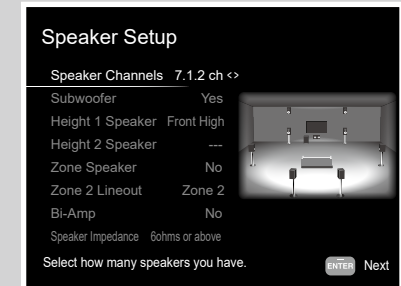 Speaker Setup
Speaker Channels 7.1.2 ch <>
Subwoofer Yes
Height 1 Speaker Front High
Height 2 Speaker ---
Zone Speaker No
Zone 2 Lineout Zone 2
Bi-Amp No
Speaker Impedance 6ohms or above
Select how many speakers you have.
ENTER Next